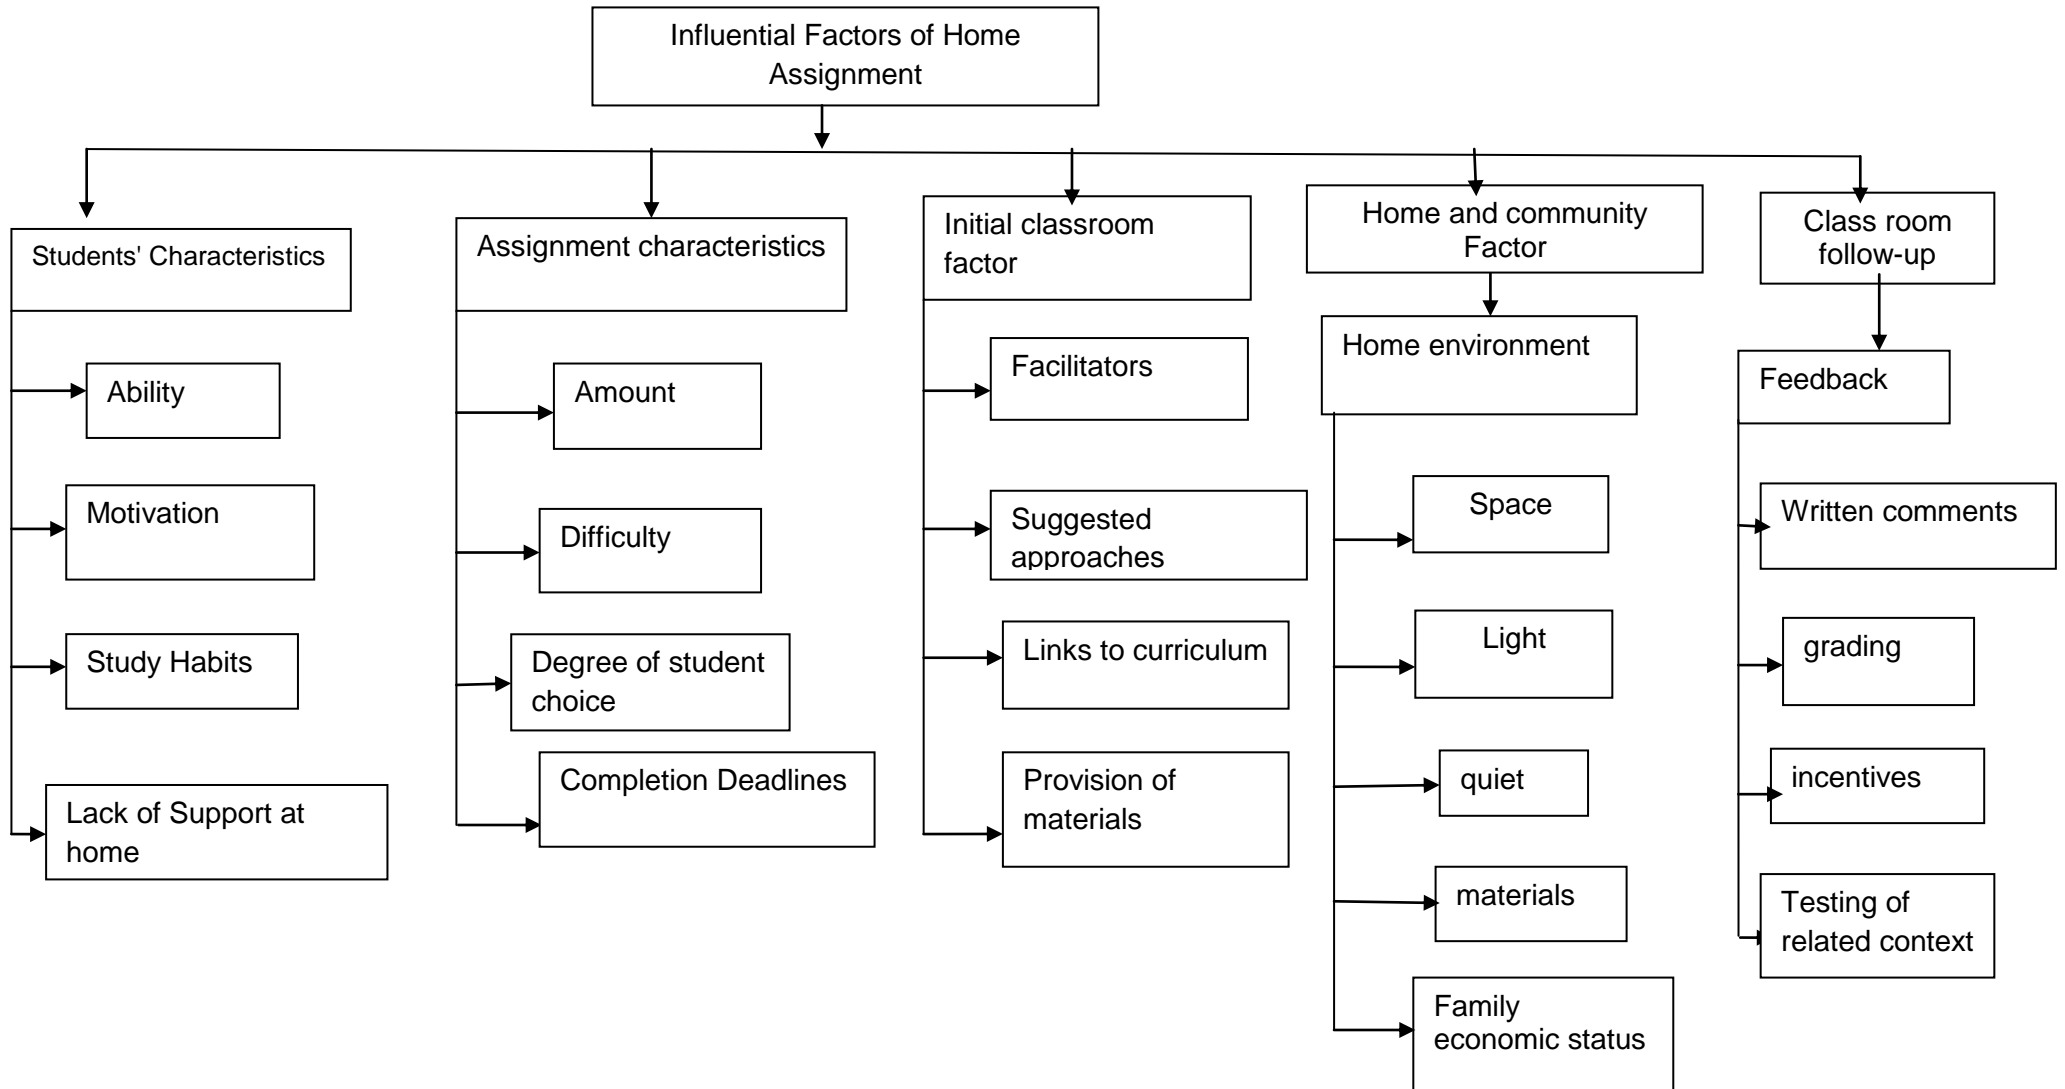 Influential Factors of Home
Assignment
Students' Characteristics
Ability
Motivation
Study Habits
Lack of Support at
home
Assignment characteristics
Amount
Difficulty
Degree of student
choice
Completion Deadlines
Initial classroom
factor
Facilitators
Suggested
approaches
Links to curriculum
Provision of
materials
Home and community
Factor
Home environment
Space
Light
quiet
materials
Family
economic status
Class room
follow-up
Feedback
Written comments
grading
incentives
Testing of
related context